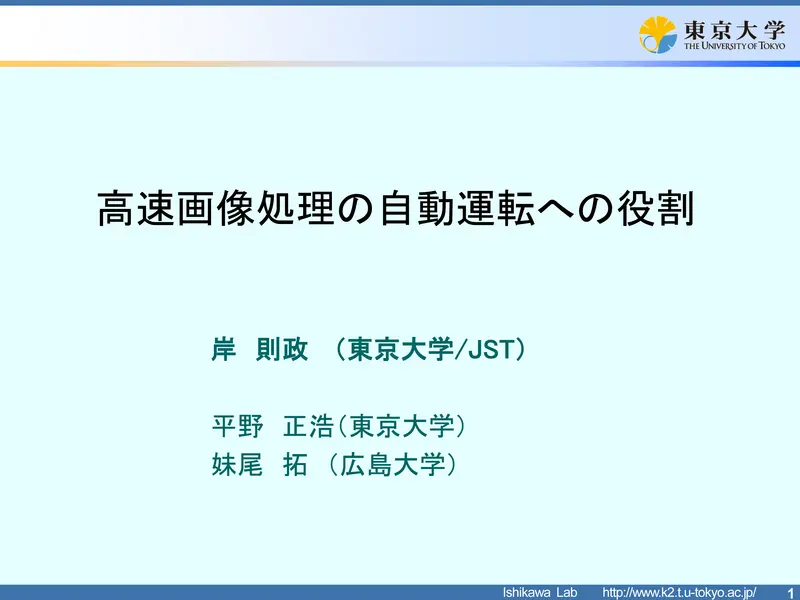 東京大学
THE UNIVERSITY OF TOKYO
高速画像処理の自動運転への役割
岸　則政　（東京大学/JST）
平野　正浩（東京大学）
妹尾　拓　（広島大学）
Ishikawa Lab　http://www.k2.t.u-tokyo.ac.jp/　1